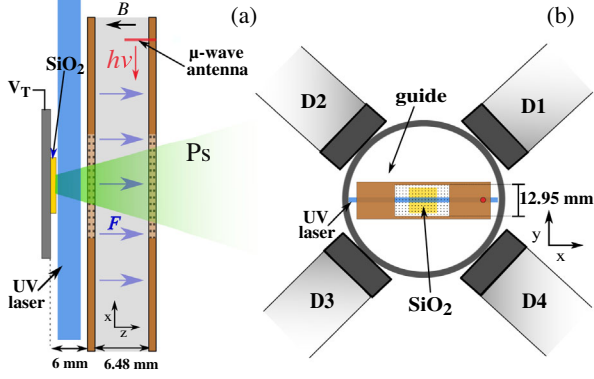 (a)
B
hν
μ-wave
antenna
SiO2
VT
Ps
F
UV
laser
x
z
6 mm
6.48 mm
(b)
D2
D1
guide
UV
laser
12.95 mm
y
x
SiO2
D3
D4